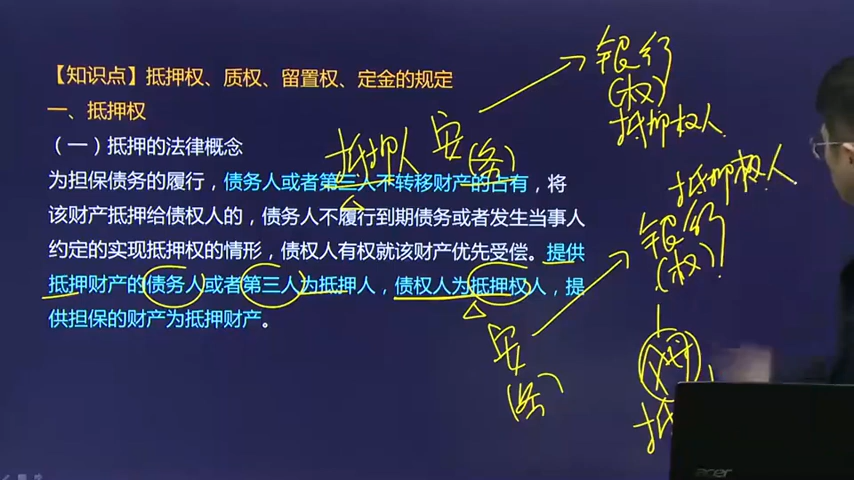 【知识点】抵押权、质权、留置权、定金的规定
一、抵押权
（一）抵押的法律概念
为担保债务的履行，债务人或者第三人不转移财产的占有，将
该财产抵押给债权人的，债务人不履行到期债务或者发生当事人
约定的实现抵押权的情形，债权人有权就该财产优先受偿。提供
抵押财产的债务人或者第三人为抵押人，债权人为抵押权人，提
供担保的财产为抵押财产。
银行
(权)
抵押权人
抵押人
安(务)
抵押权人
银行
(权)
安
(务)
抵
acer